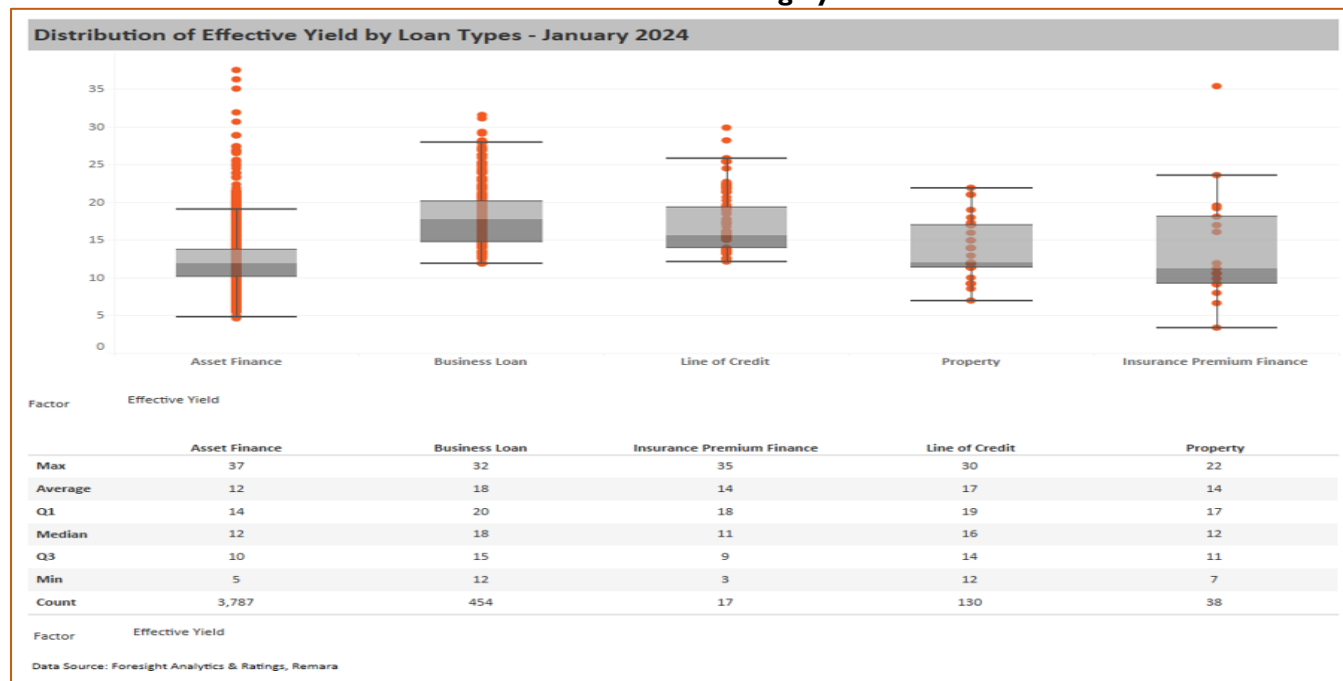 Distribution of Effective Yield by Loan Types - January 2024
35
30
25
20
15
10
5
0
Asset Finance Business Loan Line of Credit Property Insurance Premium Finance
Factor Effective Yield
Asset Finance Business Loan Insurance Premium Finance Line of Credit Property
Max 37 32 35 30 22
Average 12 18 14 17 14
Q1 14 20 18 19 17
Median 12 18 11 16 12
Q3 10 15 9 14 11
Min 5 12 3 12 7
Count 3,787 454 17 130 38
Factor Effective Yield
Data Source: Foresight Analytics & Ratings, Remara